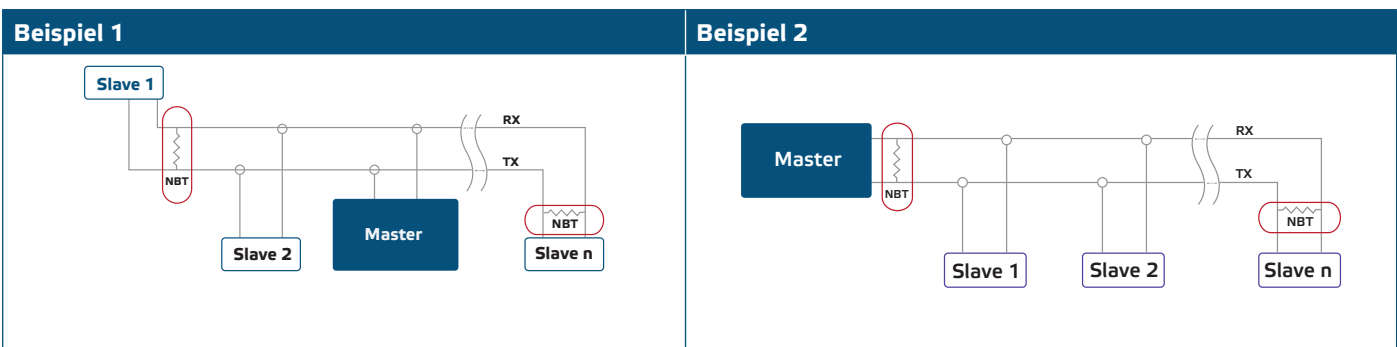 Beispiel 1
Slave 1
RX
TX
NBT
NBT
Master
Slave 2
Slave n
Beispiel 2
RX
Master
TX
NBT
NBT
Slave 1
Slave 2
Slave n